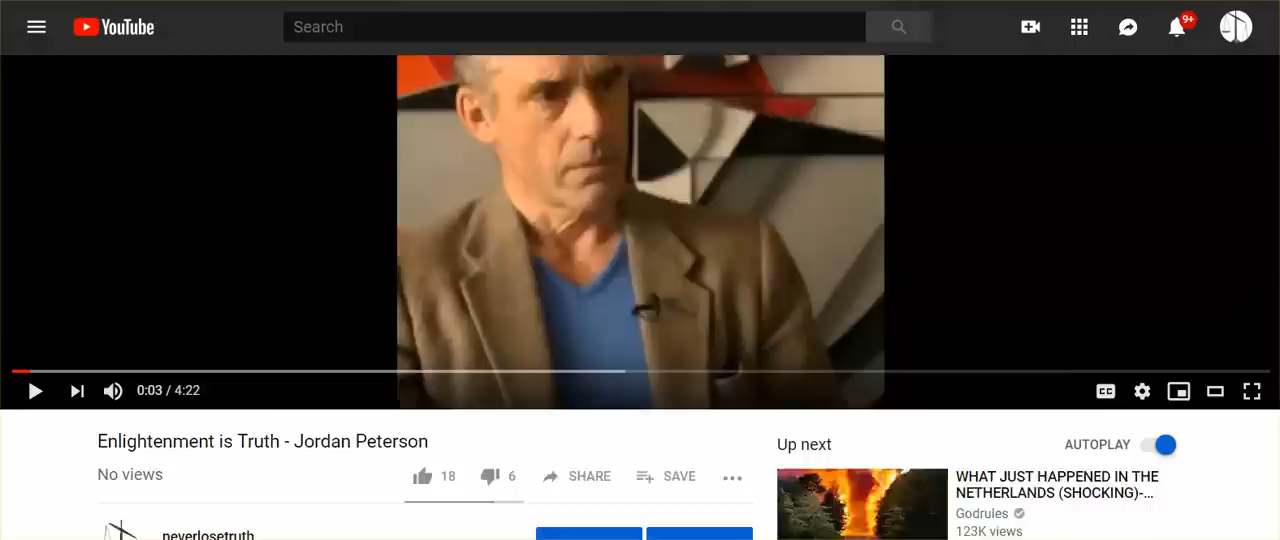 YouTube
Search
9+
0:03 / 4:22
CC
Enlightenment is Truth - Jordan Peterson
No views
18
6
SHARE
SAVE
neverlosetruth
Up next
AUTOPLAY
WHAT JUST HAPPENED IN THE
NETHERLANDS (SHOCKING)-...
Godrules
123K views